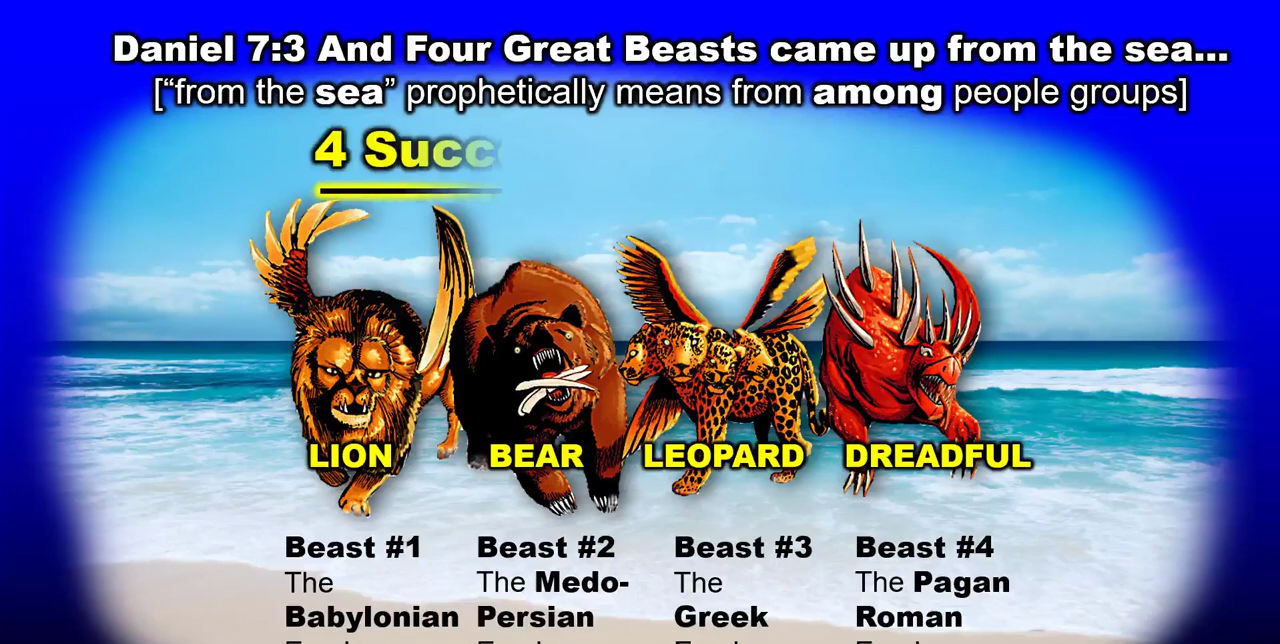 Daniel 7:3 And Four Great Beasts came up from the sea...
[“from the sea” prophetically means from among people groups]
4 Succ
LION BEAR LEOPARD DREADFUL
Beast #1 Beast #2 Beast #3 Beast #4
The The Medo- The The Pagan
Babylonian Persian Greek Roman